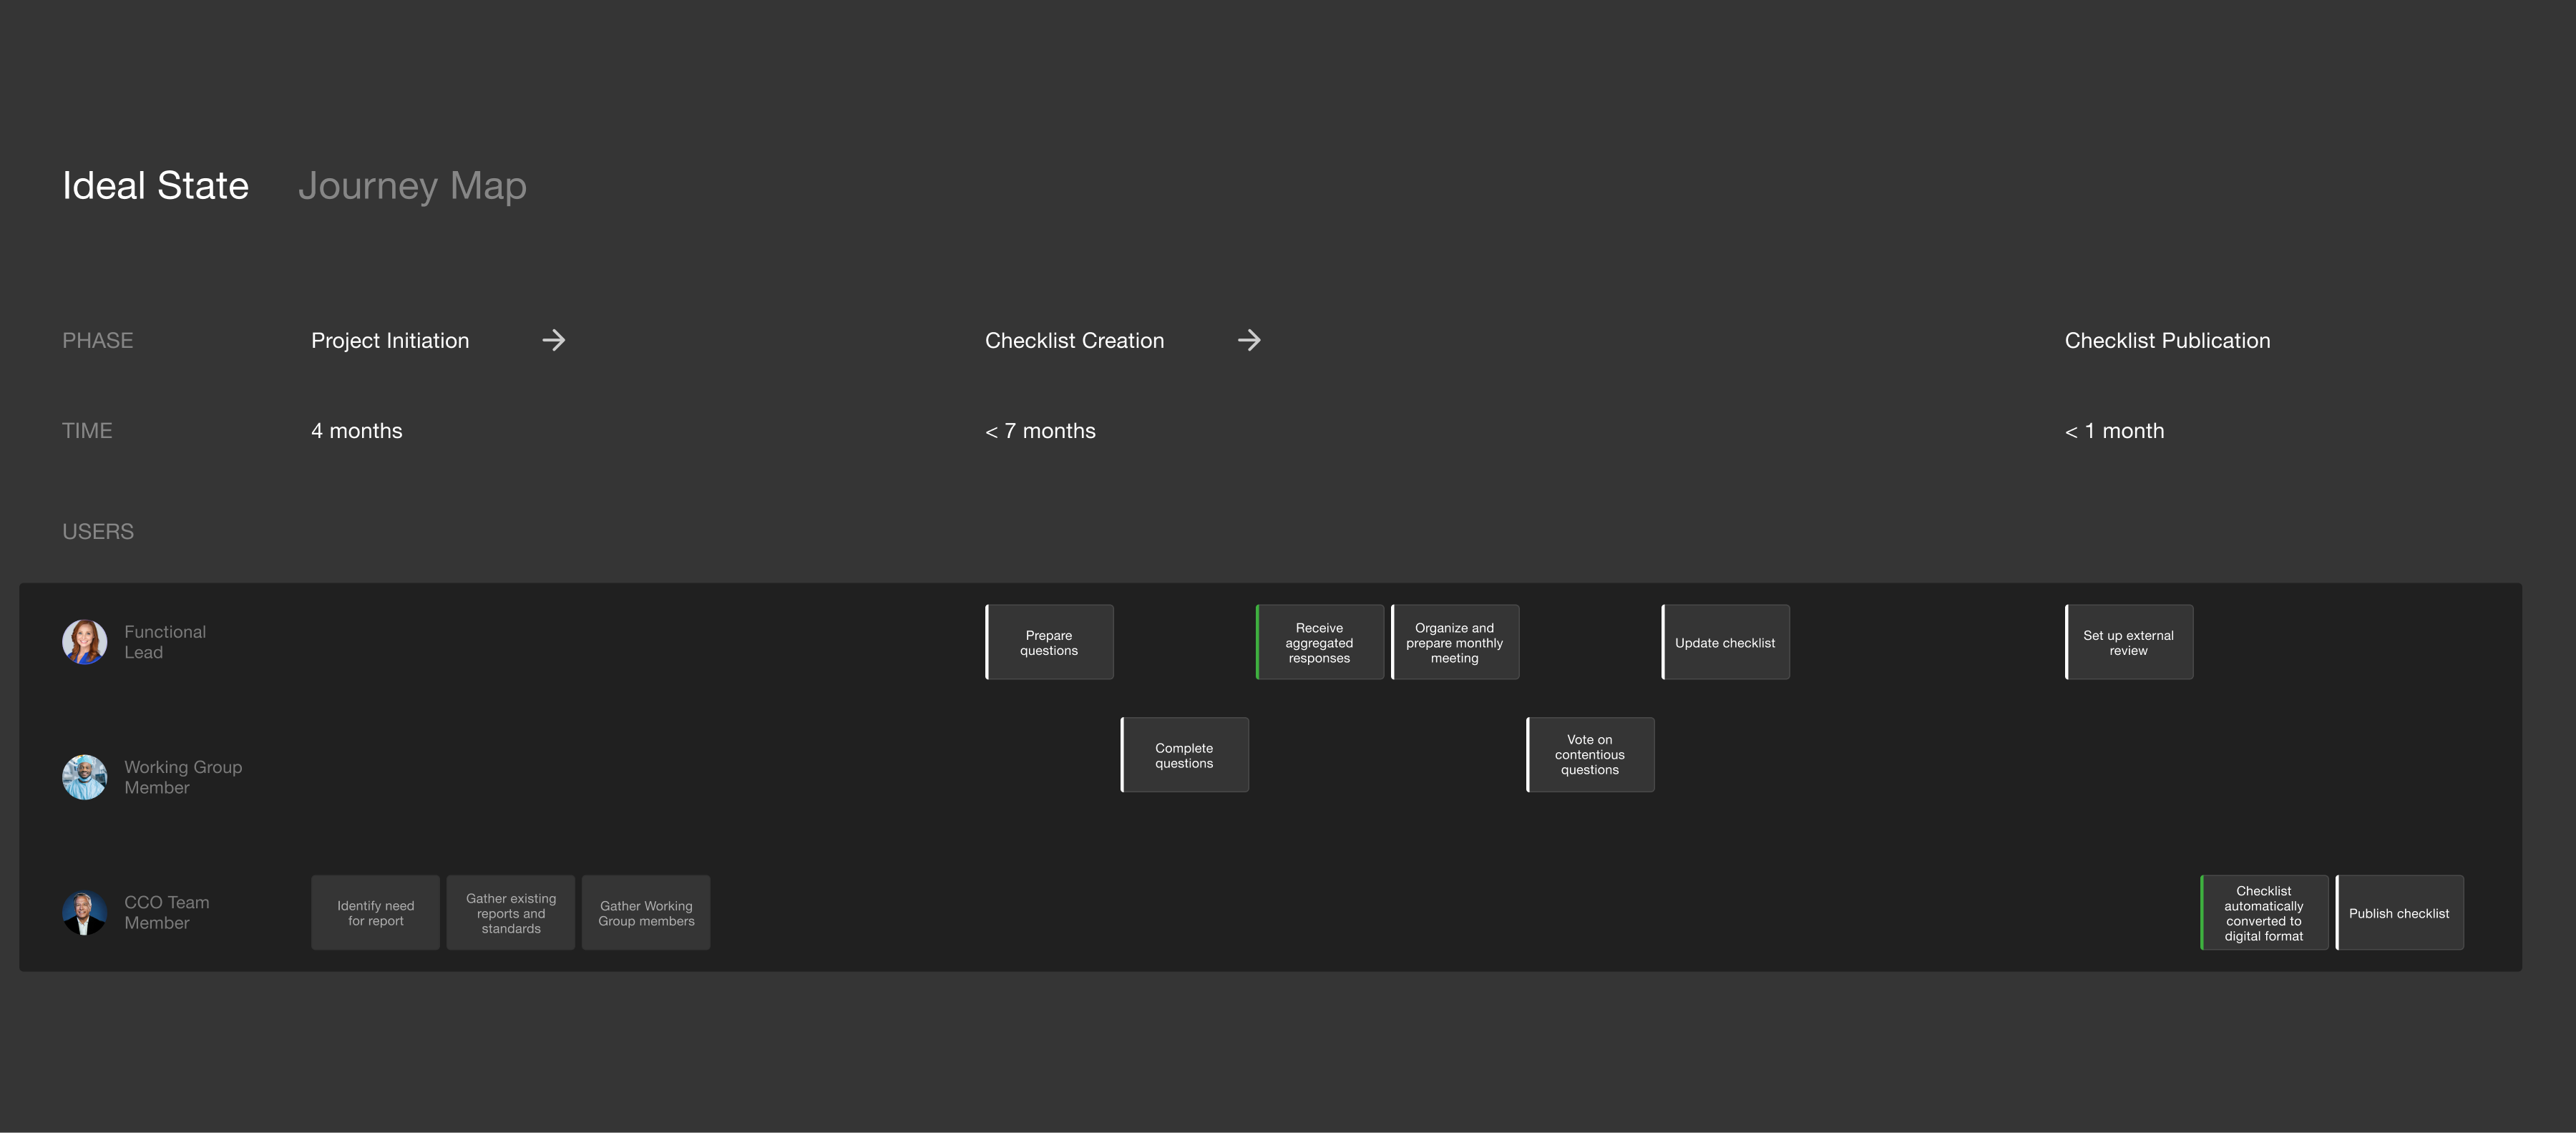 Ideal State Journey Map
PHASE
Project Initiation
Checklist Creation
Checklist Publication
TIME
4 months
< 7 months
< 1 month
USERS
Functional
Lead
Prepare
questions
Receive
aggregated
responses
Organize and
prepare monthly
meeting
Update checklist
Set up external
review
Working Group
Member
Complete
questions
Vote on
contentious
questions
CCO Team
Member
Identify need
for report
Gather existing
reports and
standards
Gather Working
Group members
Checklist
automatically
converted to
digital format
Publish checklist